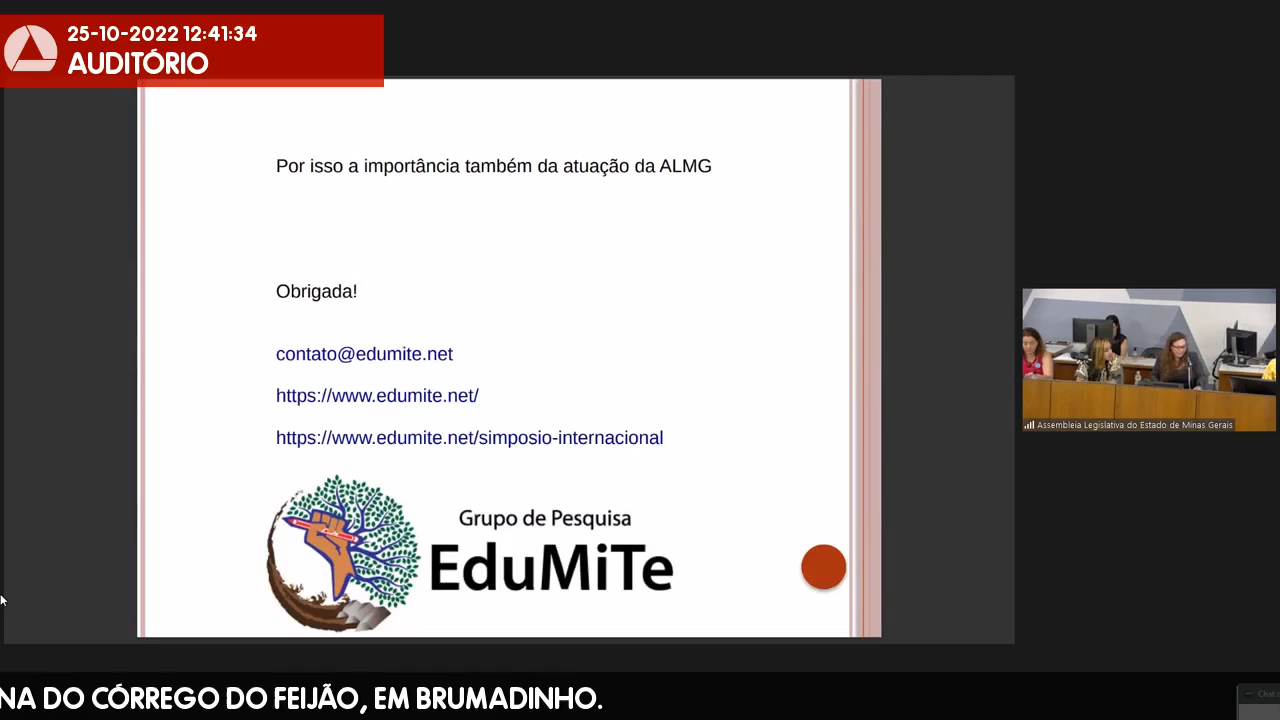 25-10-2022 12:41:34
AUDITÓRIO
Por isso a importância também da atuação da ALMG
Obrigada!
contato@edumite.net
https://www.edumite.net/
https://www.edumite.net/simposio-internacional
Grupo de Pesquisa
EduMiTe
Assembleia Legislativa do Estado de Minas Gerais
NA DO CÓRREGO DO FEIJÃO, EM BRUMADINHO.
Chat